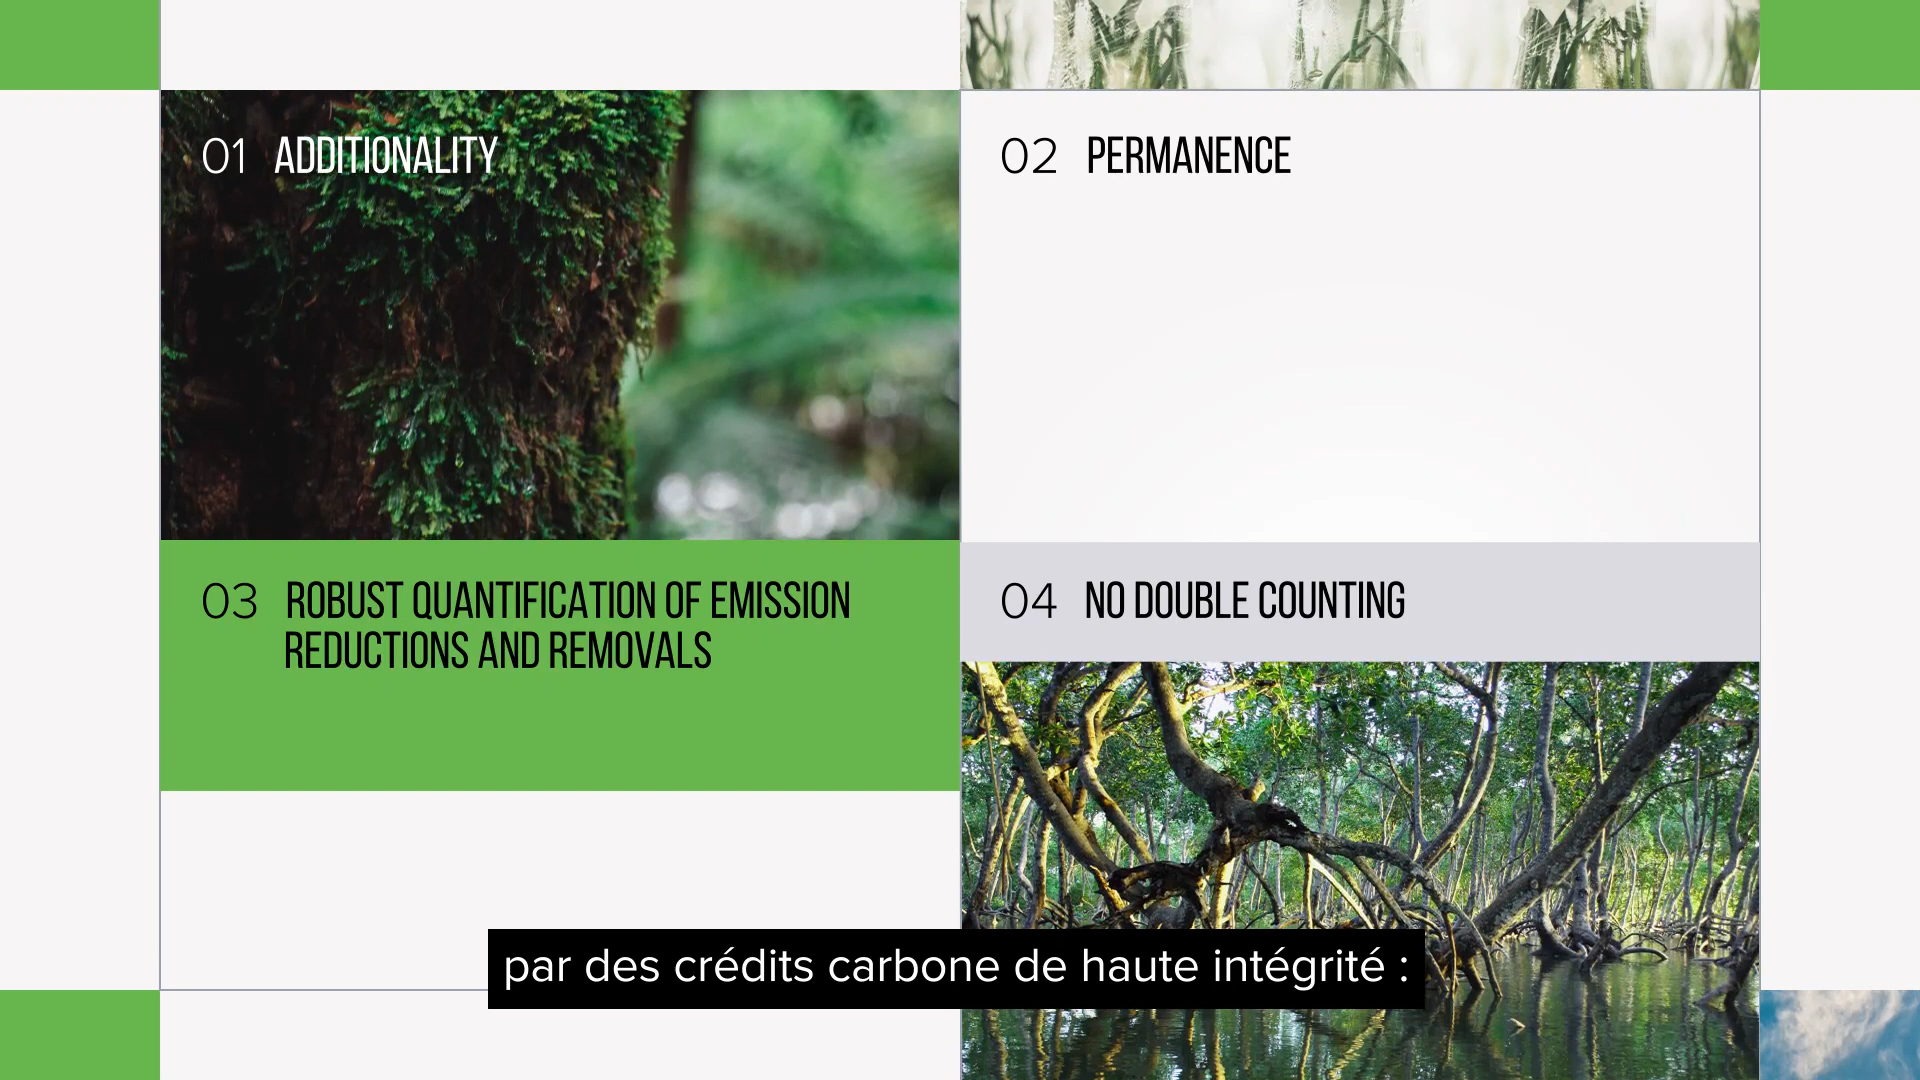 01 ADDITIONALITY
02 PERMANENCE
03 ROBUST QUANTIFICATION OF EMISSION
REDUCTIONS AND REMOVALS
04 NO DOUBLE COUNTING
par des crédits carbone de haute intégrité :